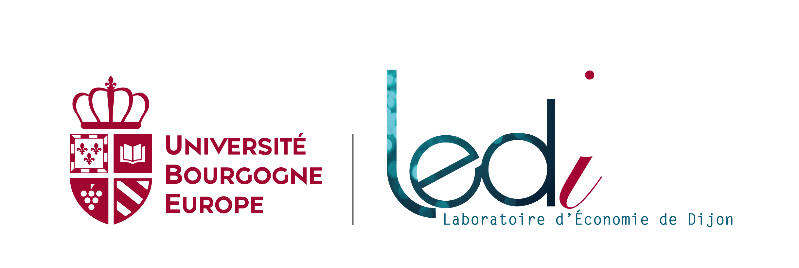 UNIVERSITÉ
BOURGOGNE
EUROPE
Ledi
Laboratoire d'Économie de Dijon